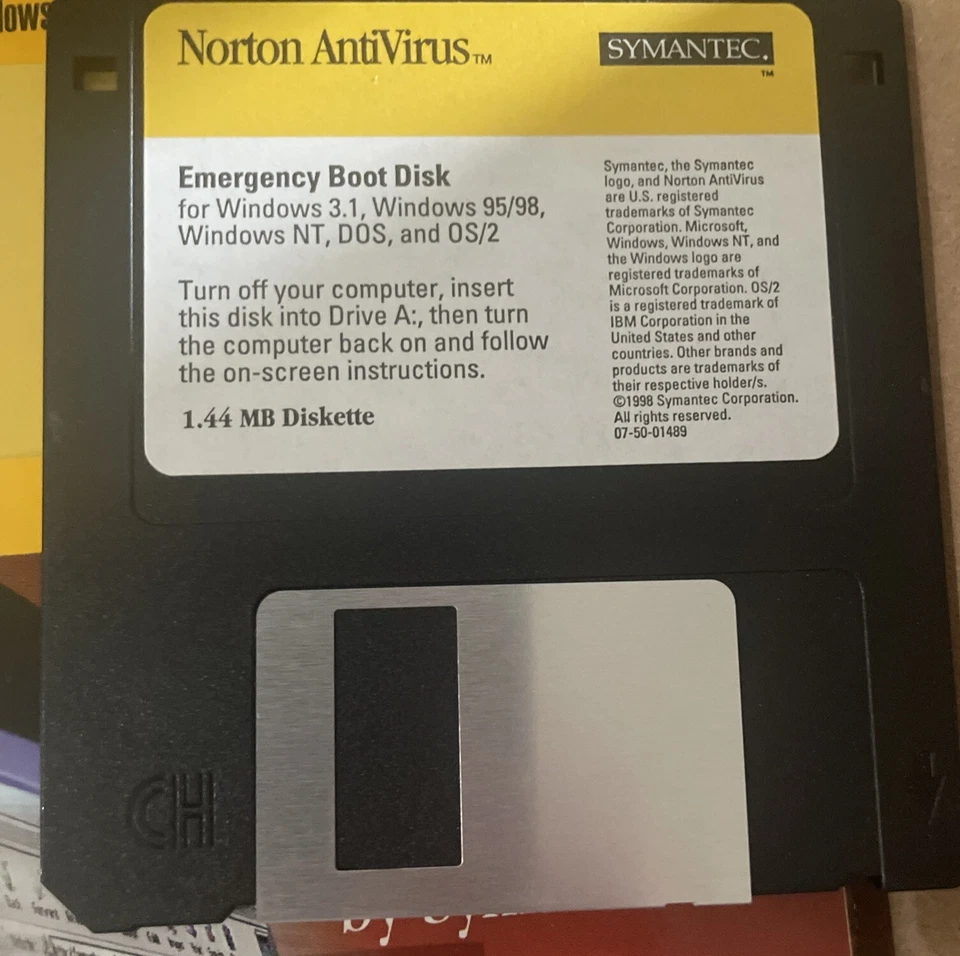 Norton AntiVirus™
SYMANTEC.
™
Emergency Boot Disk
for Windows 3.1, Windows 95/98,
Windows NT, DOS, and OS/2
Turn off your computer, insert
this disk into Drive A:, then turn
the computer back on and follow
the on-screen instructions.
1.44 MB Diskette
Symantec, the Symantec
logo, and Norton AntiVirus
are U.S. registered
trademarks of Symantec
Corporation. Microsoft,
Windows, Windows NT, and
the Windows logo are
registered trademarks of
Microsoft Corporation. OS/2
is a registered trademark of
IBM Corporation in the
United States and other
countries. Other brands and
products are trademarks of
their respective holder/s.
©1998 Symantec Corporation.
All rights reserved.
07-50-01489
CH
by